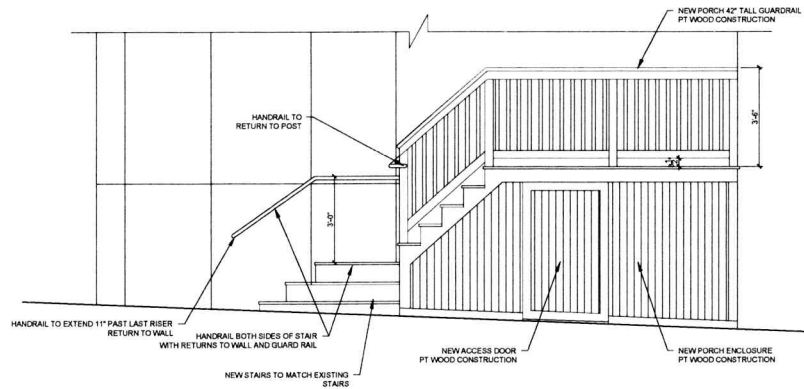 NEW PORCH 42" TALL GUARDRAIL
PT WOOD CONSTRUCTION
HANDRAIL TO
RETURN TO POST
3'-6"
3'-0"
HANDRAIL TO EXTEND 11" PAST LAST RISER
RETURN TO WALL
HANDRAIL BOTH SIDES OF STAIR
WITH RETURNS TO WALL AND GUARD RAIL
NEW STAIRS TO MATCH EXISTING
STAIRS
NEW ACCESS DOOR
PT WOOD CONSTRUCTION
NEW PORCH ENCLOSURE
PT WOOD CONSTRUCTION